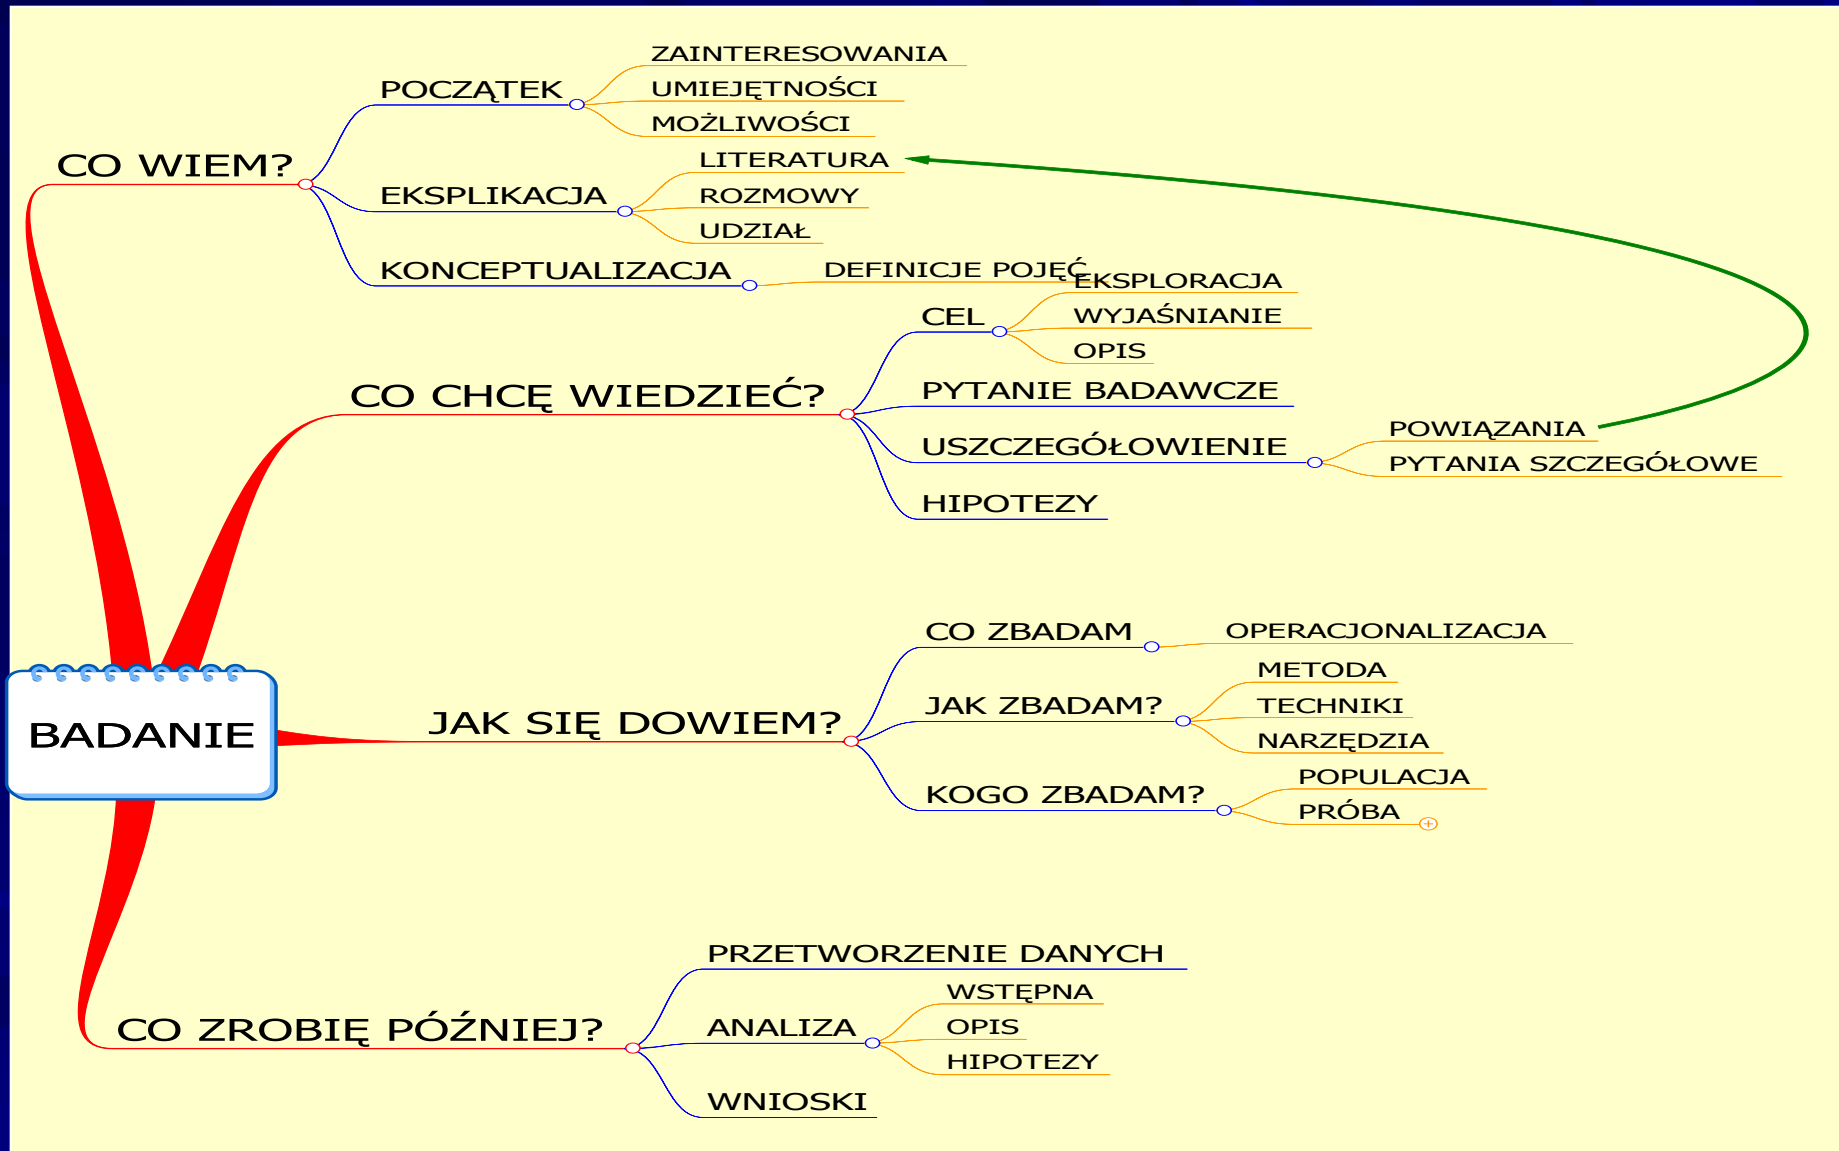 ZAINTERESOWANIA
POCZĄTEK
UMIEJĘTNOŚCI
MOŻLIWOŚCI
CO WIEM?
LITERATURA
EKSPLIKACJA
ROZMOWY
UDZIAŁ
KONCEPTUALIZACJA
DEFINICJE POJĘĆ
EKSPLORACJA
CEL
WYJAŚNIANIE
OPIS
CO CHCĘ WIEDZIEĆ?
PYTANIE BADAWCZE
USZCZEGÓŁOWIENIE
POWIĄZANIA
PYTANIA SZCZEGÓŁOWE
HIPOTEZY
BADANIE
JAK SIĘ DOWIEM?
CO ZBADAM
OPERACJONALIZACJA
JAK ZBADAM?
METODA
TECHNIKI
NARZĘDZIA
KOGO ZBADAM?
POPULACJA
PRÓBA
CO ZROBIĘ PÓŹNIEJ?
PRZETWORZENIE DANYCH
ANALIZA
WSTĘPNA
OPIS
HIPOTEZY
WNIOSKI